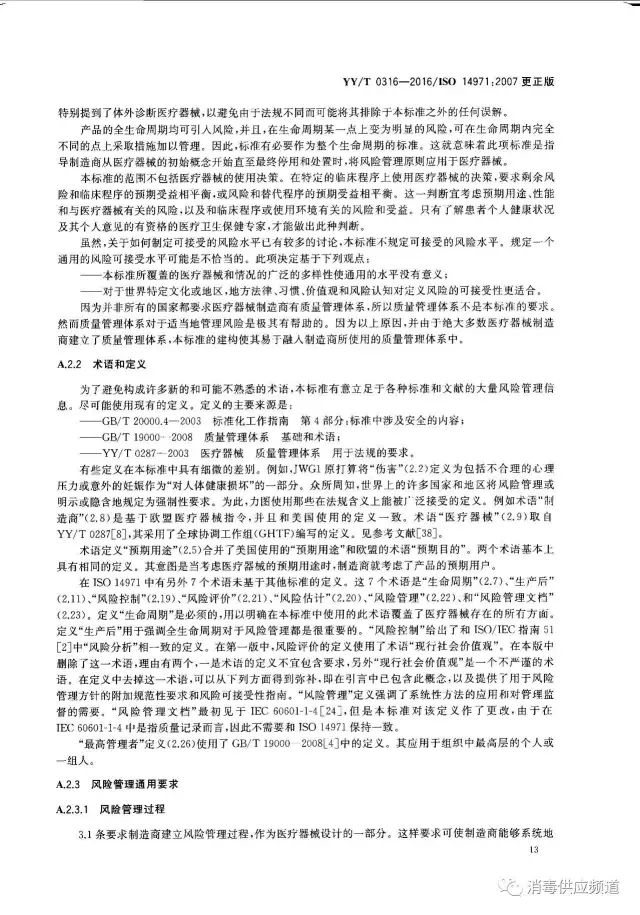 YY/T 0316—2016/ISO 14971:2007 更正版
特别提到了体外诊断医疗器械,以避免由于法规不同而可能将其排除于本标准之外的任何误解。
产品的全生命周期均可引入风险,并且,在生命周期某一点上变为明显的风险,可在生命周期内完全
不同的点上采取措施加以管理。因此,标准有必要作为整个生命周期的标准。这就意味着此项标准是指
导制造商从医疗器械的初始概念开始直至最终停用和处置时,将风险管理原则应用于医疗器械。
本标准的范围不包括医疗器械的使用决策。在特定的临床程序上使用医疗器械的决策,要求剩余风
险和临床程序的预期受益相平衡,或风险和替代程序的预期受益相平衡。这一判断宜考虑预期用途、性能
和与医疗器械有关的风险,以及和临床程序或使用环境有关的风险和受益。只有了解患者个人健康状况
及其个人意见的有资格的医疗卫生保健专家,才能做出此种判断。
虽然,关于如何制定可接受的风险水平已有较多的讨论,本标准不规定可接受的风险水平。规定一个
通用的风险可接受水平可能是不恰当的。此项决定基于下列观点:
——本标准所覆盖的医疗器械和情况的广泛的多样性使通用的水平没有意义;
——对于世界特定文化或地区,地方法律、习惯、价值观和风险认知对定义风险的可接受性更适合。
因为并非所有的国家都要求医疗器械制造商有质量管理体系,所以质量管理体系不是本标准的要求。
然而质量管理体系对于适当地管理风险是极其有帮助的。因为以上原因,并由于绝大多数医疗器械制造
商建立了质量管理体系,本标准的建构使其易于融入制造商所使用的质量管理体系中。
A.2.2 术语和定义
为了避免构成许多新的和可能不熟悉的术语,本标准有意立足于各种标准和文献的大量风险管理信
息。尽可能使用现有的定义。定义的主要来源是:
——GB/T 20000.4—2003 标准化工作指南 第4部分:标准中涉及安全的内容;
——GB/T 19000—2008 质量管理体系 基础和术语;
——YY/T 0287—2003 医疗器械 质量管理体系 用于法规的要求。
有些定义在本标准中具有细微的差别。例如,JWG1 原打算将“伤害”(2.2)定义为包括不合理的心理
压力或意外的妊娠作为“对人体健康损坏”的一部分。众所周知,世界上的许多国家和地区将风险管理或
明示或隐含地规定为强制性要求。为此,力图使用那些在法规含义上能被广泛接受的定义。例如术语“制
造商”(2.8)是基于欧盟医疗器械指令,并且和美国使用的定义一致。术语“医疗器械”(2.9)取自
YY/T 0287[8],其采用了全球协调工作组(GHTF)编写的定义。见参考文献[38]。
术语定义“预期用途”(2.5)合并了美国使用的“预期用途”和欧盟的术语“预期目的”。两个术语基本上
具有相同的定义。其意图是当考虑医疗器械的预期用途时,制造商就考虑了产品的预期用户。
在 ISO 14971 中有另外 7 个术语未基于其他标准的定义。这 7 个术语是“生命周期”(2.7)、“生产后”
(2.11)、“风险控制”(2.19)、“风险评价”(2.21)、“风险估计”(2.20)、“风险管理”(2.22)、和“风险管理文档”
(2.23)。定义“生命周期”是必须的,用以明确在本标准中使用的此术语覆盖了医疗器械存在的所有方面。
定义“生产后”用于强调全生命周期对于风险管理都是很重要的。“风险控制”给出了和 ISO/IEC 指南 51
[2]中“风险分析”相一致的定义。在第一版中,风险评价的定义使用了术语“现行社会价值观”。在本版中
删除了这一术语,理由有两个,一是术语的定义不宜包含要求,另外“现行社会价值观”是一个不严谨的术
语。在定义中去掉这一术语,可以从下列方面得到弥补,即在引言中已包含此概念,以及提供了用于风险
管理方针的附加规范性要求和风险可接受性指南。“风险管理”定义强调了系统性方法的应用和对管理监
督的需要。“风险管理文档”最初见于 IEC 60601-1-4[24],但是本标准对该定义作了更改,由于在
IEC 60601-1-4 中是指质量记录而言,因此不需要和 ISO 14971 保持一致。
“最高管理者”定义(2.26)使用了 GB/T 19000—2008[4]中的定义。其应用于组织中最高层的个人或
一组人。
A.2.3 风险管理通用要求
A.2.3.1 风险管理过程
3.1 条要求制造商建立风险管理过程,作为医疗器械设计的一部分。这样要求可使制造商能够系统地
13
消毒供应频道